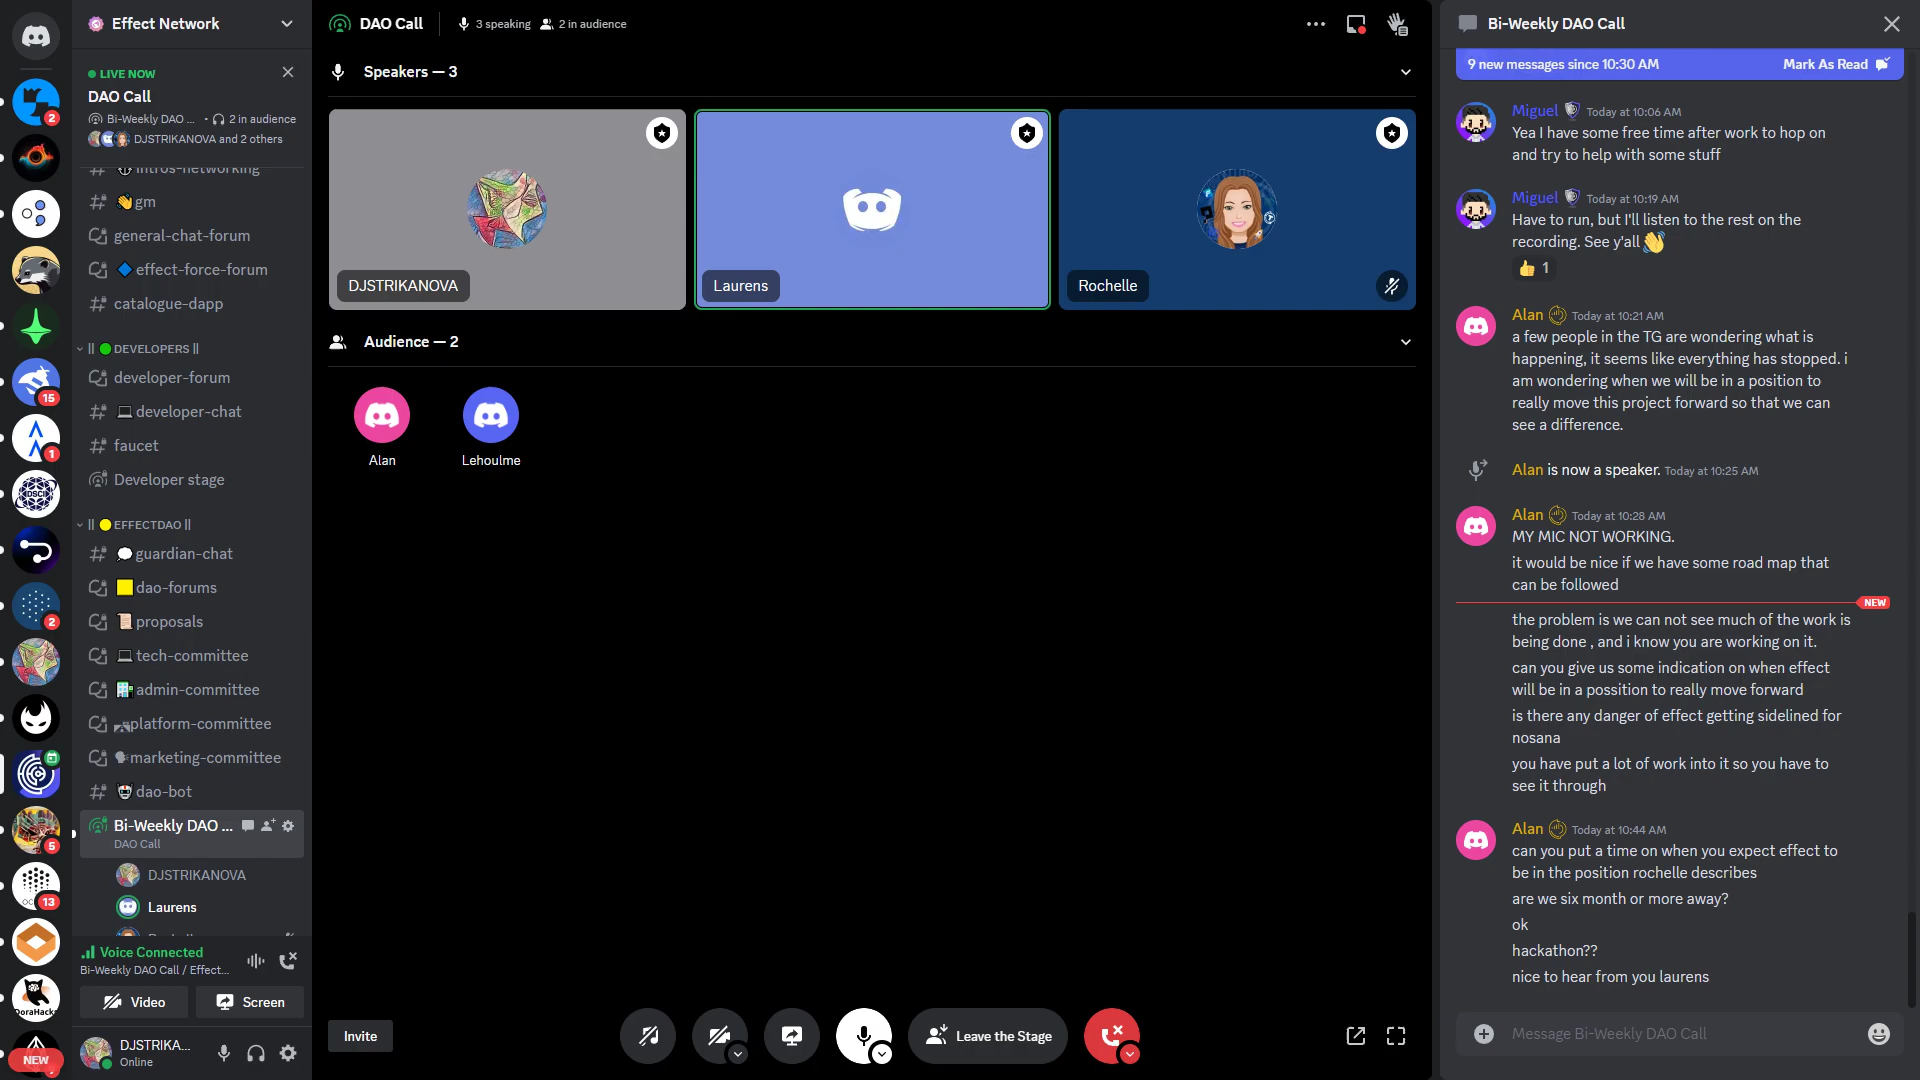 2
15
1
2
5
DSCI
13
DoraHacks
NEW
Effect Network
LIVE NOW
DAO Call
Bi-Weekly DAO ... • 2 in audience
DJSTRIKANOVA and 2 others
intros-networking
gm
general-chat-forum
effect-force-forum
catalogue-dapp
|| DEVELOPERS ||
developer-forum
developer-chat
faucet
Developer stage
|| EFFECTDAO ||
guardian-chat
dao-forums
proposals
tech-committee
admin-committee
platform-committee
marketing-committee
dao-bot
Bi-Weekly DAO ...
DAO Call
DJSTRIKANOVA
Laurens
Voice Connected
Bi-Weekly DAO Call / Effect...
Video
Screen
DJSTRIKA...
Online
DAO Call
3 speaking
2 in audience
Speakers — 3
DJSTRIKANOVA
Laurens
Rochelle
Audience — 2
Alan
Lehoulme
Invite
Leave the Stage
Bi-Weekly DAO Call
9 new messages since 10:30 AM
Mark As Read
Miguel Today at 10:06 AM
Yea I have some free time after work to hop on
and try to help with some stuff
Miguel Today at 10:19 AM
Have to run, but I'll listen to the rest on the
recording. See y'all 👋
👍 1
Alan Today at 10:21 AM
a few people in the TG are wondering what is
happening, it seems like everything has stopped. i
am wondering when we will be in a position to
really move this project forward so that we can
see a difference.
Alan is now a speaker. Today at 10:25 AM
Alan Today at 10:28 AM
MY MIC NOT WORKING.
it would be nice if we have some road map that
can be followed
NEW
the problem is we can not see much of the work is
being done , and i know you are working on it.
can you give us some indication on when effect
will be in a possition to really move forward
is there any danger of effect getting sidelined for
nosana
you have put a lot of work into it so you have to
see it through
Alan Today at 10:44 AM
can you put a time on when you expect effect to
be in the position rochelle describes
are we six month or more away?
ok
hackathon??
nice to hear from you laurens
Message Bi-Weekly DAO Call